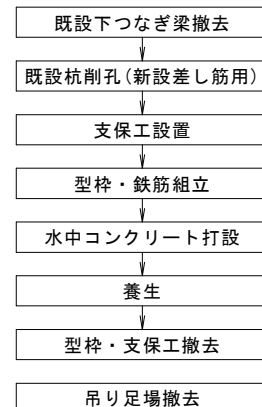 既設下つなぎ梁撤去
既設杭削孔(新設差し筋用)
支保工設置
型枠・鉄筋組立
水中コンクリート打設
養生
型枠・支保工撤去
吊り足場撤去